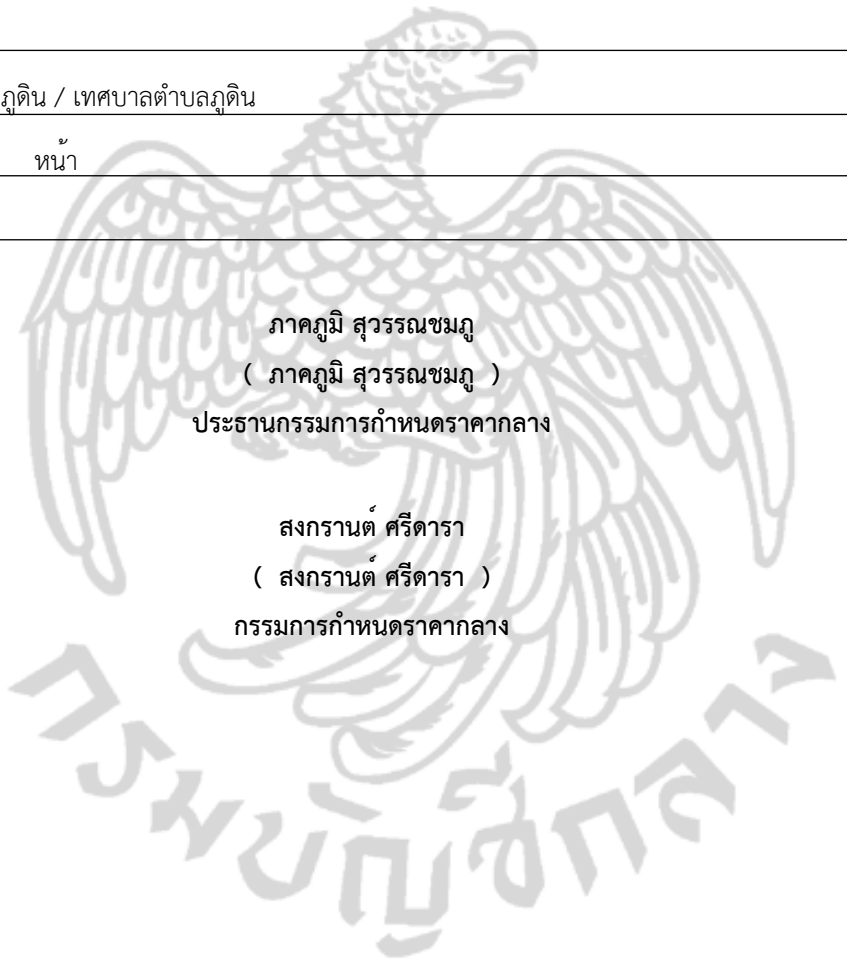 ภูดิน / เทศบาลตำบลภูดิน
หน้า
ภาคภูมิ สุวรรณชมภู
( ภาคภูมิ สุวรรณชมภู )
ประธานกรรมการกำหนดราคากลาง
สงกรานต์ ศรีดารา
( สงกรานต์ ศรีดารา )
กรรมการกำหนดราคากลาง
กรมบัญชีกลาง